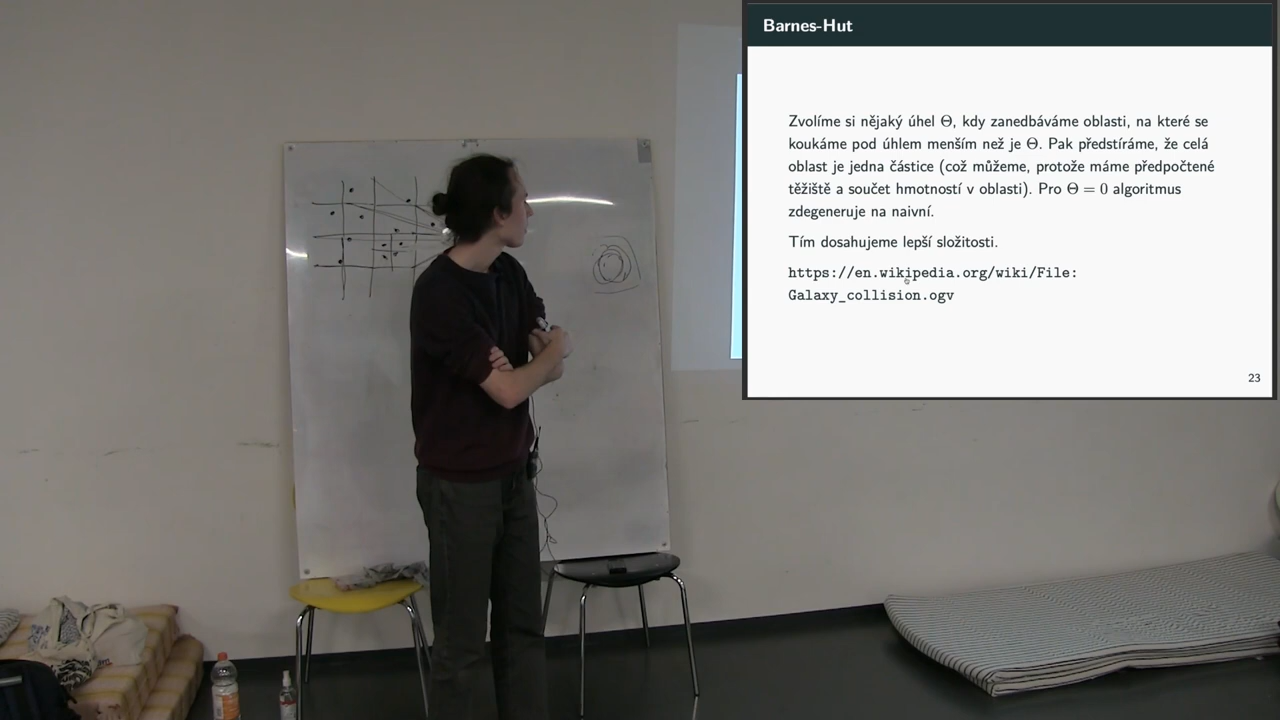 Barnes-Hut
Zvolíme si nějaký úhel Θ, kdy zanedbáváme oblasti, na které se
koukáme pod úhlem menším než je Θ. Pak předstíráme, že celá
oblast je jedna částice (což můžeme, protože máme předpočtené
těžiště a součet hmotností v oblasti). Pro Θ = 0 algoritmus
zdegeneruje na naivní.
Tím dosahujeme lepší složitosti.
https://en.wikipedia.org/wiki/File:
Galaxy_collision.ogv
23